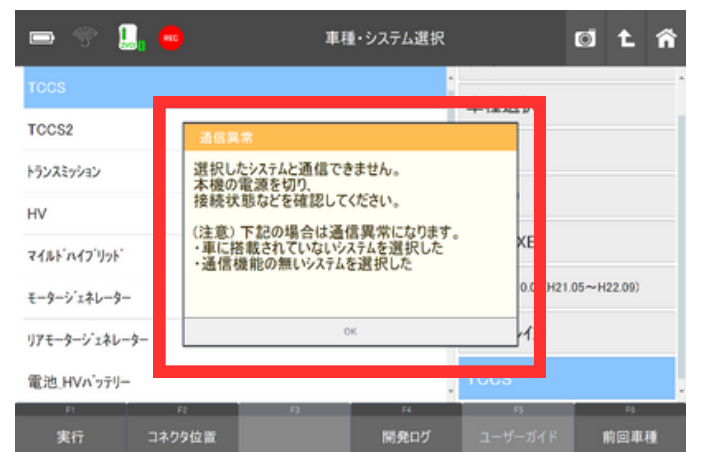 REC
車種・システム選択
TCCS
TCCS2
トランスミッション
HV
マイルドハイブリッド
モータージェネレーター
リアモータージェネレーター
電池_HVバッテリー
通信異常
選択したシステムと通信できません。
本機の電源を切り、
接続状態などを確認してください。
(注意) 下記の場合は通信異常になります。
・車に搭載されていないシステムを選択した
・通信機能の無いシステムを選択した
OK
H21.05～H22.09)
TCCS
F1
F2
F3
F4
F5
F6
実行
コネクタ位置
開発ログ
ユーザーガイド
前回車種